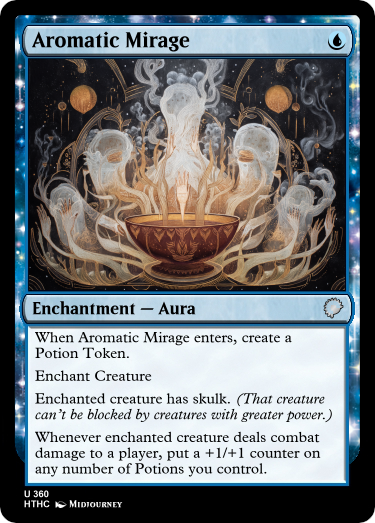 Aromatic Mirage
Enchantment — Aura
When Aromatic Mirage enters, create a
Potion Token.
Enchant Creature
Enchanted creature has skulk. (That creature
can't be blocked by creatures with greater power.)
Whenever enchanted creature deals combat
damage to a player, put a +1/+1 counter on
any number of Potions you control.
U 360
HTHC Midjourney